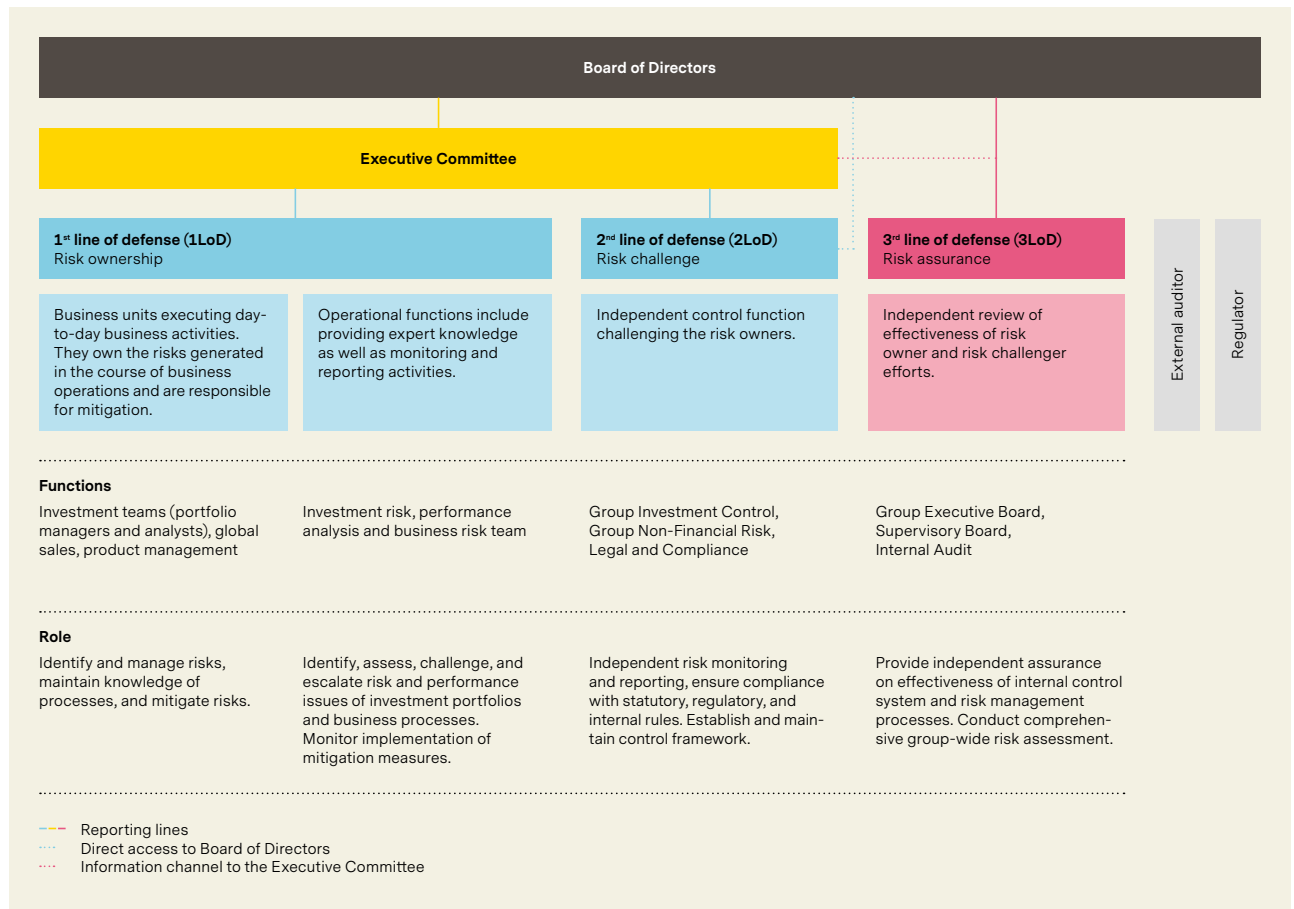 Board of Directors
Executive Committee
1st line of defense (1LoD)
Risk ownership
2nd line of defense (2LoD)
Risk challenge
3rd line of defense (3LoD)
Risk assurance
Business units executing day-
to-day business activities.
They own the risks generated
in the course of business
operations and are responsible
for mitigation.
Operational functions include
providing expert knowledge
as well as monitoring and
reporting activities.
Independent control function
challenging the risk owners.
Independent review of
effectiveness of risk
owner and risk challenger
efforts.
External auditor
Regulator
Functions
Investment teams (portfolio
managers and analysts), global
sales, product management
Investment risk, performance
analysis and business risk team
Group Investment Control,
Group Non-Financial Risk,
Legal and Compliance
Group Executive Board,
Supervisory Board,
Internal Audit
Role
Identify and manage risks,
maintain knowledge of
processes, and mitigate risks.
Identify, assess, challenge, and
escalate risk and performance
issues of investment portfolios
and business processes.
Monitor implementation of
mitigation measures.
Independent risk monitoring
and reporting, ensure compliance
with statutory, regulatory, and
internal rules. Establish and main-
tain control framework.
Provide independent assurance
on effectiveness of internal control
system and risk management
processes. Conduct comprehen-
sive group-wide risk assessment.
Reporting lines
Direct access to Board of Directors
Information channel to the Executive Committee